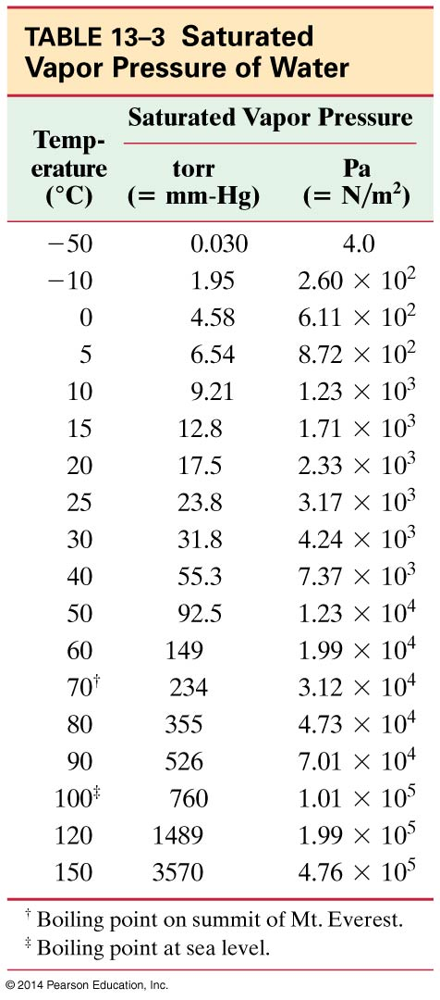 TABLE 13–3 Saturated
Vapor Pressure of Water
Saturated Vapor Pressure
Temp-
erature torr Pa
(°C) (= mm-Hg) (= N/m²)
−50 0.030 4.0
−10 1.95 2.60 × 10²
0 4.58 6.11 × 10²
5 6.54 8.72 × 10²
10 9.21 1.23 × 10³
15 12.8 1.71 × 10³
20 17.5 2.33 × 10³
25 23.8 3.17 × 10³
30 31.8 4.24 × 10³
40 55.3 7.37 × 10³
50 92.5 1.23 × 10⁴
60 149 1.99 × 10⁴
70† 234 3.12 × 10⁴
80 355 4.73 × 10⁴
90 526 7.01 × 10⁴
100‡ 760 1.01 × 10⁵
120 1489 1.99 × 10⁵
150 3570 4.76 × 10⁵
† Boiling point on summit of Mt. Everest.
‡ Boiling point at sea level.
© 2014 Pearson Education, Inc.